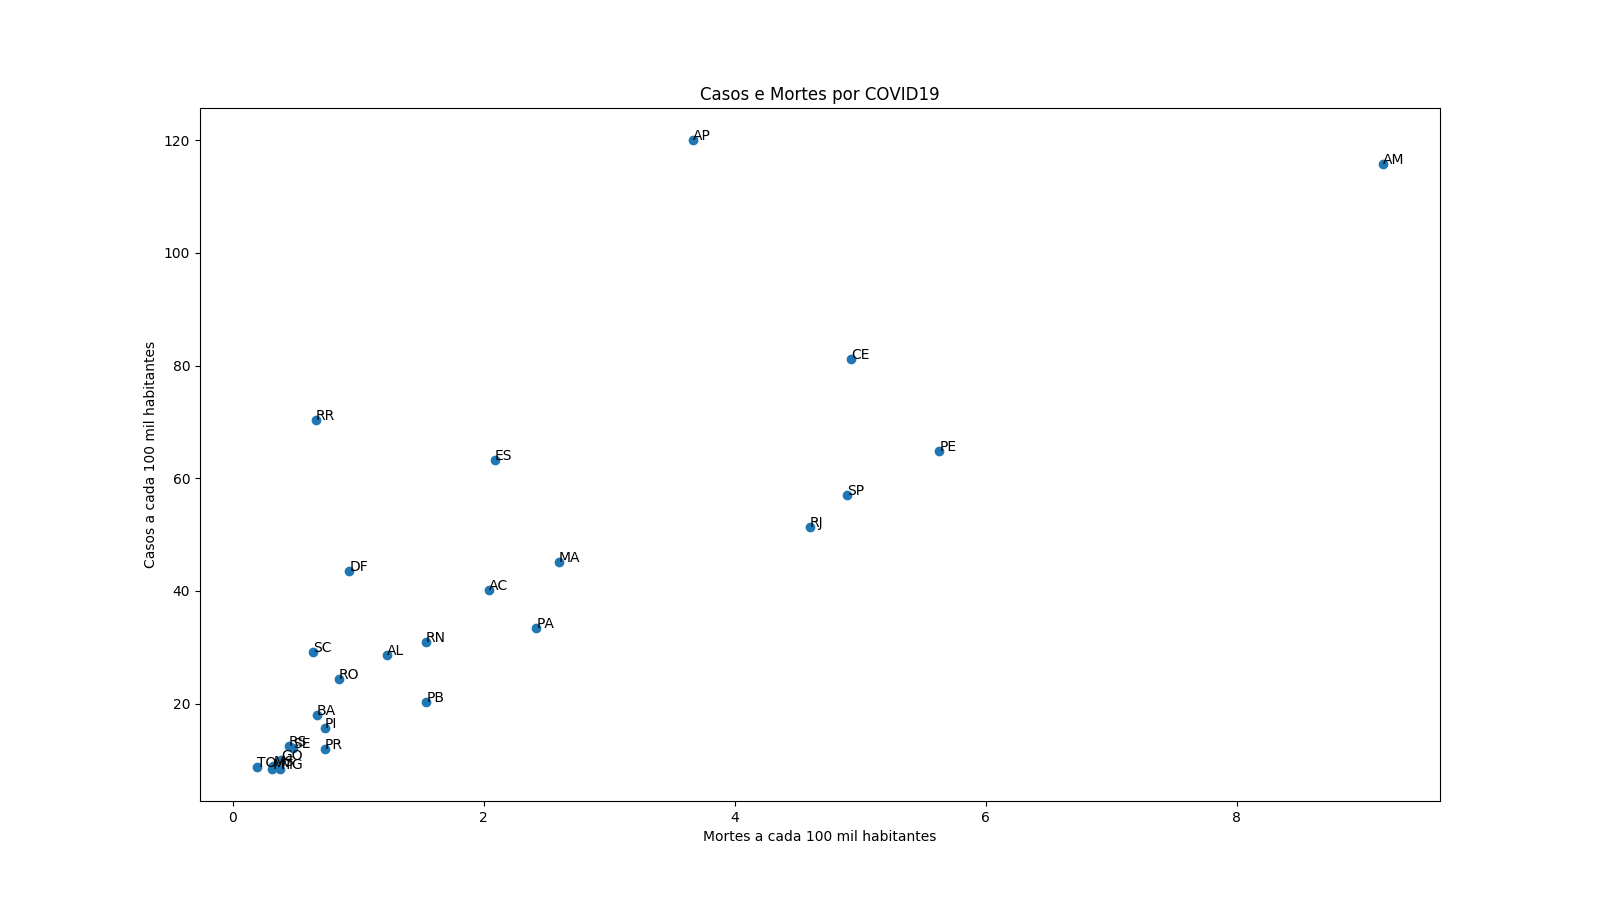 Casos e Mortes por COVID19
120
100
80
60
40
20
Casos a cada 100 mil habitantes
AP
AM
CE
RR
PE
ES
SP
RJ
MA
DF
AC
PA
RN
SC
AL
RO
PB
BA
PI
RS
SE
PR
GO
TO
0
2
4
6
8
Mortes a cada 100 mil habitantes